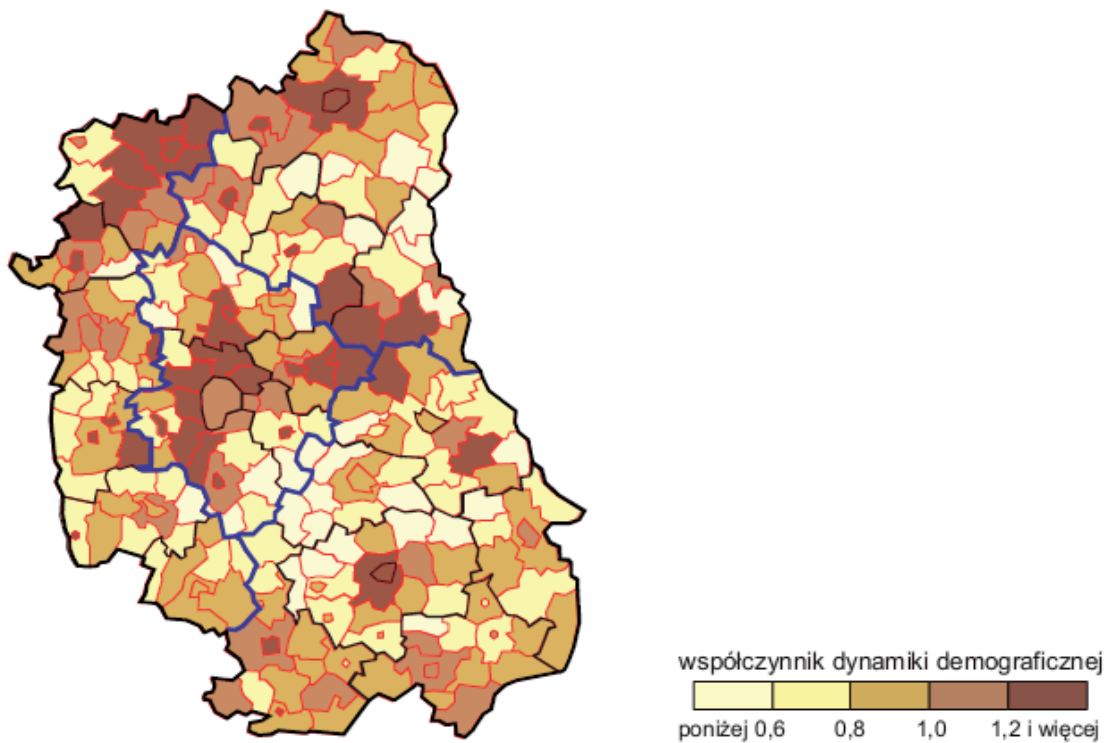 współczynnik dynamiki demograficznej
poniżej 0,6 0,8 1,0 1,2 i więcej